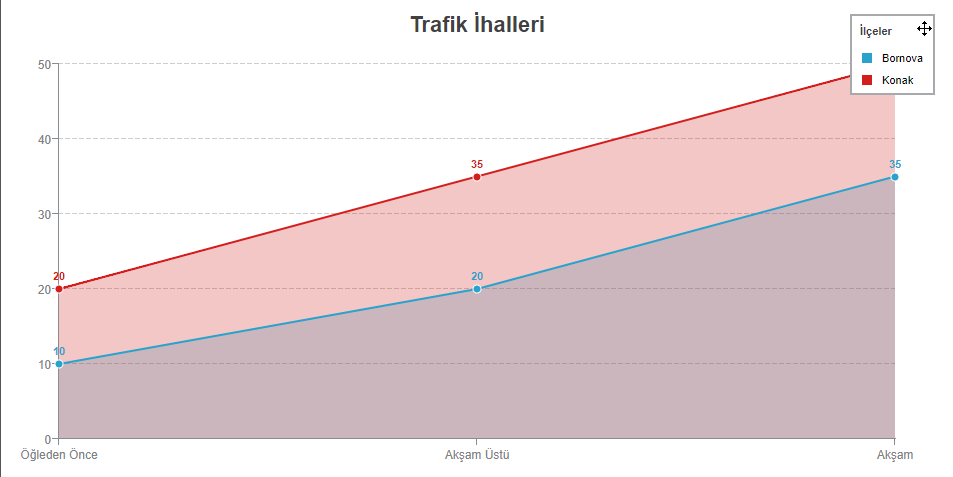 Trafik İhalleri
İlçeler
Bornova
Konak
50
40
30
20
10
0
20
35
10
20
35
Öğleden Önce
Akşam Üstü
Akşam